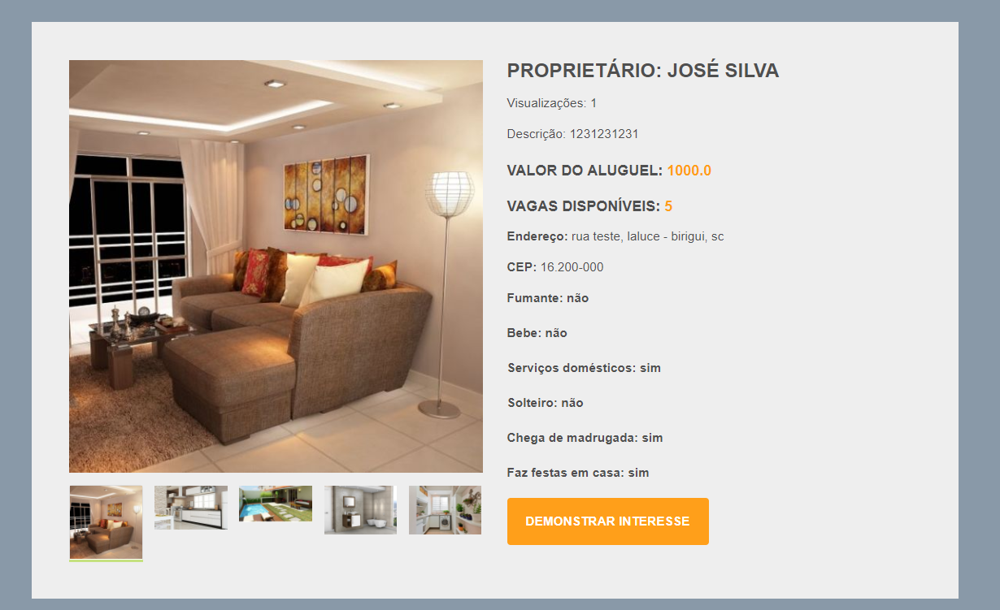 PROPRIETÁRIO: JOSÉ SILVA
Visualizações: 1
Descrição: 1231231231
VALOR DO ALUGUEL: 1000.0
VAGAS DISPONÍVEIS: 5
Endereço: rua teste, laluce - birigui, sc
CEP: 16.200-000
Fumante: não
Bebe: não
Serviços domésticos: sim
Solteiro: não
Chega de madrugada: sim
Faz festas em casa: sim
DEMONSTRAR INTERESSE